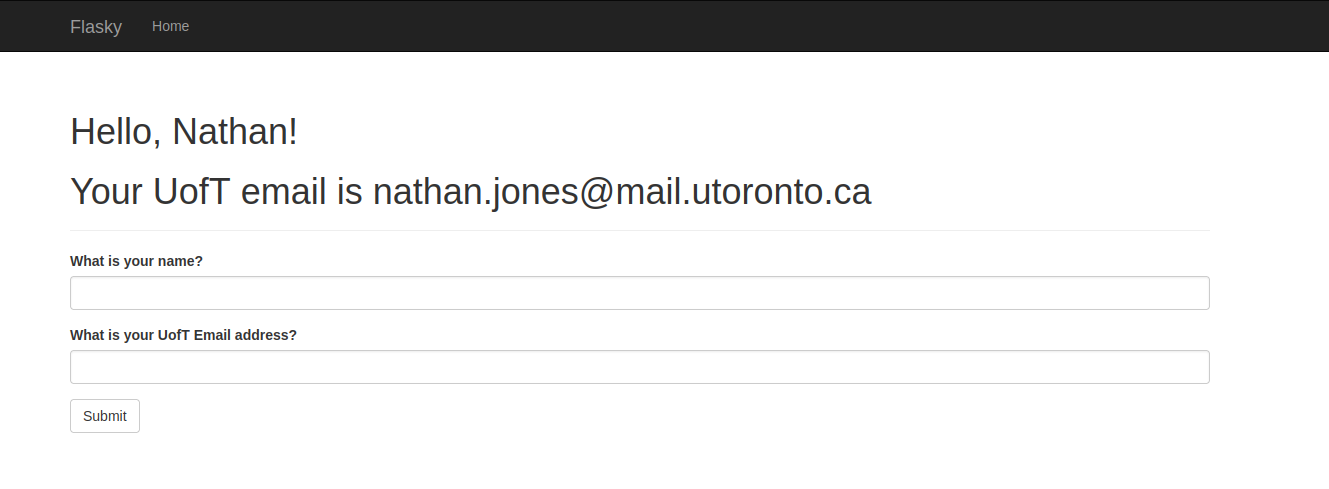 Flasky Home
Hello, Nathan!
Your UofT email is nathan.jones@mail.utoronto.ca
What is your name?
What is your UofT Email address?
Submit